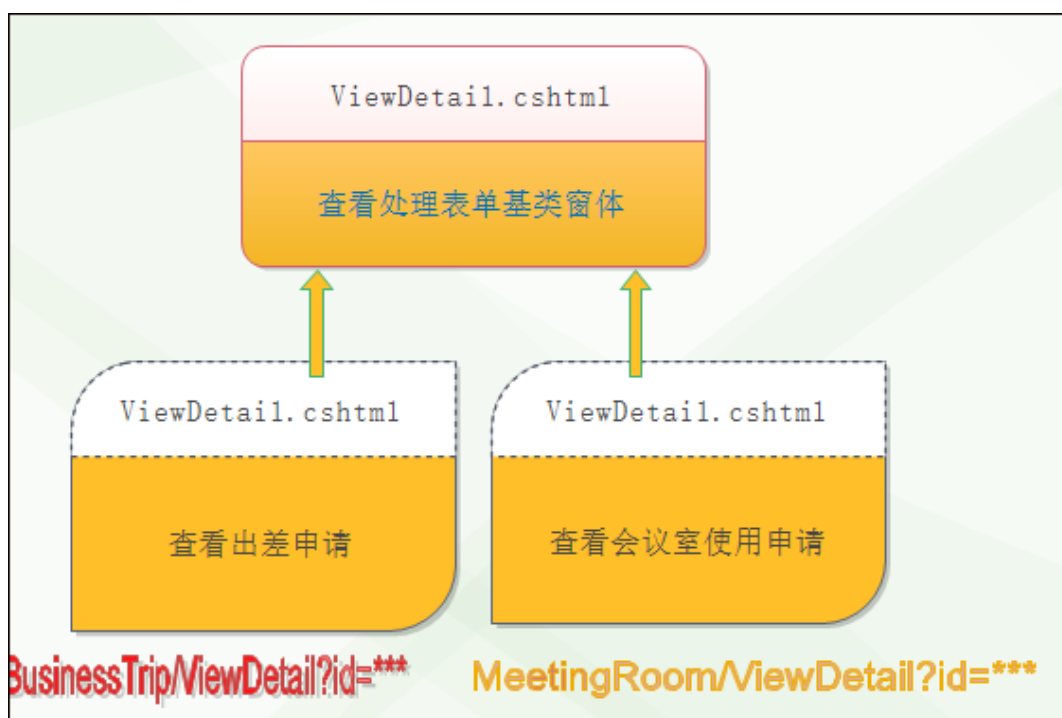 ViewDetail.cshtml
查看处理表单基类窗体
ViewDetail.cshtml
ViewDetail.cshtml
查看出差申请
查看会议室使用申请
BusinessTrip/ViewDetail?id=***
MeetingRoom/ViewDetail?id=***